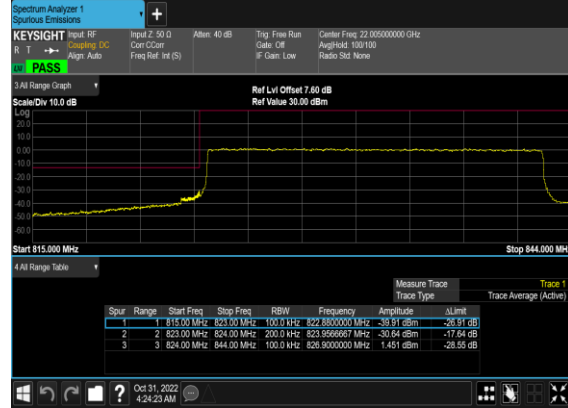 Spectrum Analyzer 1
Spurious Emissions
+
KEYSIGHT Input: RF Input Z: 50 Ω Atten: 40 dB Trig: Free Run Center Freq: 22.005000000 GHz
R T Coupling: DC Corr CCorr Gate: Off Avg|Hold: 100/100
Align: Auto Freq Ref: Int (S) IF Gain: Low Radio Std: None
PASS
3 All Range Graph
Ref Lvl Offset 7.60 dB
Scale/Div 10.0 dB Ref Value 30.00 dBm
Log
20.0
10.0
0.00
-10.0
-20.0
-30.0
-40.0
-50.0
-60.0
Start 815.000 MHz Stop 844.000 MH
4 All Range Table
Measure Trace Trace 1
Trace Type Trace Average (Active)
Spur Range Start Freq Stop Freq RBW Frequency Amplitude ΔLimit
1 1 815.00 MHz 823.00 MHz 100.0 kHz 822.8800000 MHz -39.91 dBm -26.91 dB
2 2 823.00 MHz 824.00 MHz 200.0 kHz 823.9566667 MHz -30.64 dBm -17.64 dB
3 3 824.00 MHz 844.00 MHz 100.0 kHz 826.9000000 MHz 1.451 dBm -28.55 dB
? Oct 31, 2022
4:24:23 AM